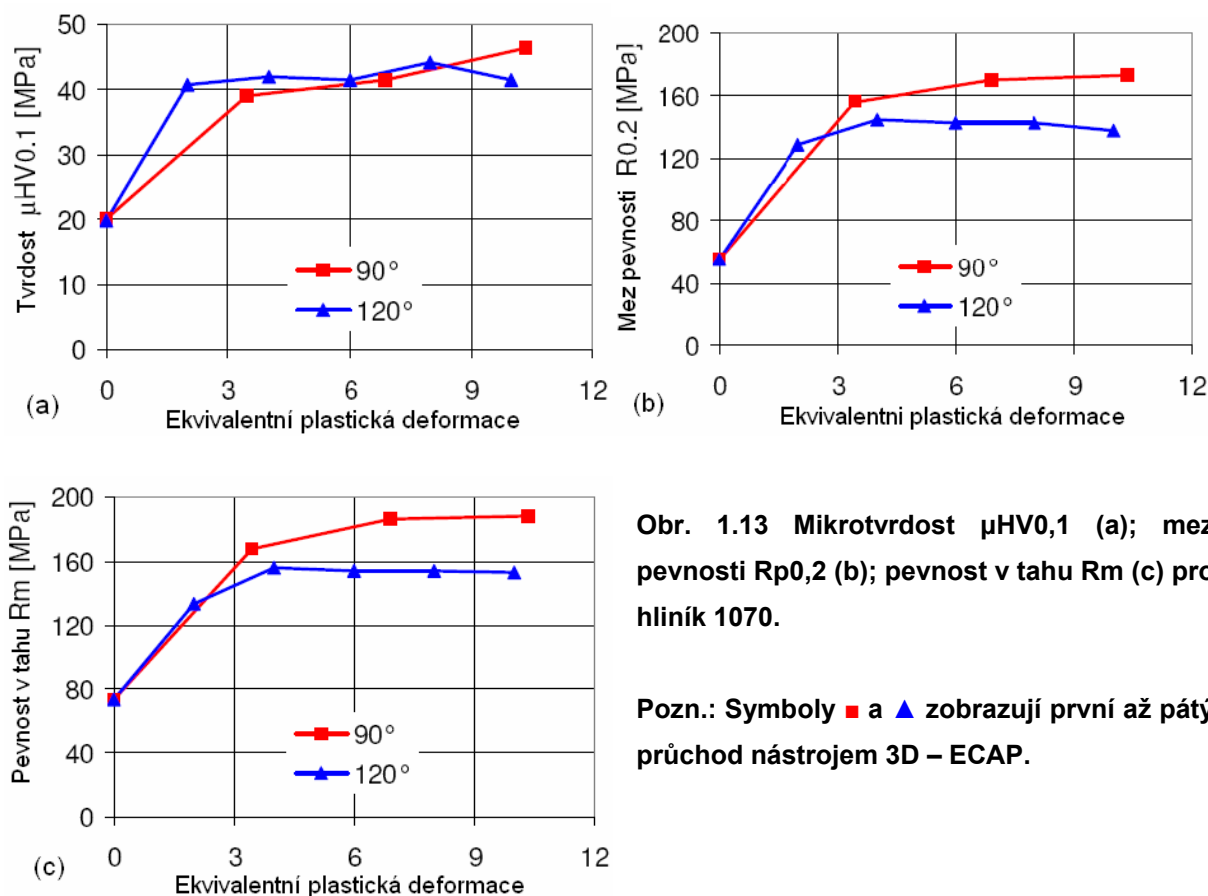 50
40
30
20
10
0
0 3 6 9 12
Tvrdost µHV0.1 [MPa]
90°
120°
(a)
Ekvivalentní plastická deformace
200
160
120
80
40
0
0 3 6 9 12
Mez pevnosti R0.2 [MPa]
90°
120°
(b)
Ekvivalentni plastická deformace
200
160
120
80
40
0
0 3 6 9 12
Pevnost v tahu Rm [MPa]
90°
120°
(c)
Ekvivalentní plastická deformace
Obr. 1.13 Mikrotvrdost µHV0,1 (a); mez
pevnosti Rp0,2 (b); pevnost v tahu Rm (c) pro
hliník 1070.
Pozn.: Symboly ■ a ▲ zobrazují první až pátý
průchod nástrojem 3D – ECAP.